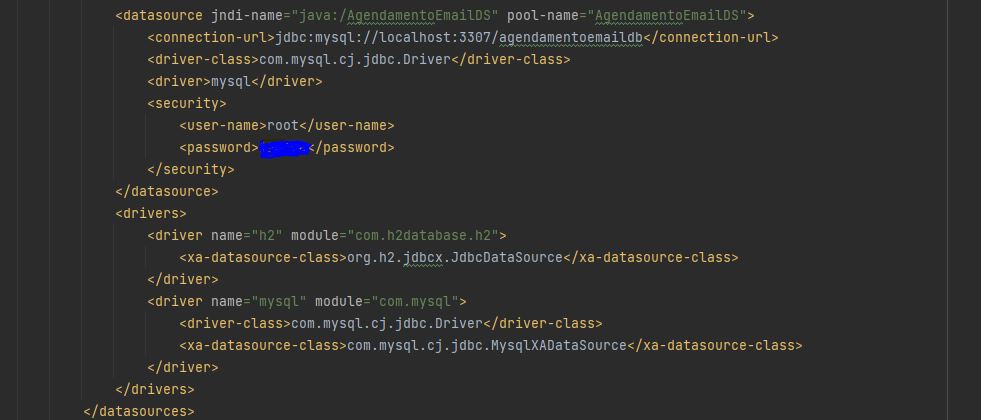 <datasource jndi-name="java:/AgendamentoEmailDS" pool-name="AgendamentoEmailDS">
<connection-url>jdbc:mysql://localhost:3307/agendamentoemaildb</connection-url>
<driver-class>com.mysql.cj.jdbc.Driver</driver-class>
<driver>mysql</driver>
<security>
<user-name>root</user-name>
<password></password>
</security>
</datasource>
<drivers>
<driver name="h2" module="com.h2database.h2">
<xa-datasource-class>org.h2.jdbcx.JdbcDataSource</xa-datasource-class>
</driver>
<driver name="mysql" module="com.mysql">
<driver-class>com.mysql.cj.jdbc.Driver</driver-class>
<xa-datasource-class>com.mysql.cj.jdbc.MysqlXADataSource</xa-datasource-class>
</driver>
</drivers>
</datasources>